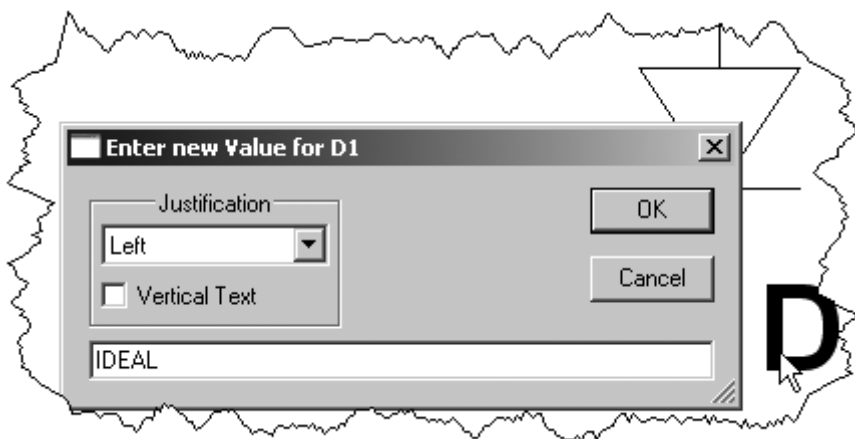 Enter new Value for D1
Justification
Left
Vertical Text
OK
Cancel
IDEAL
D